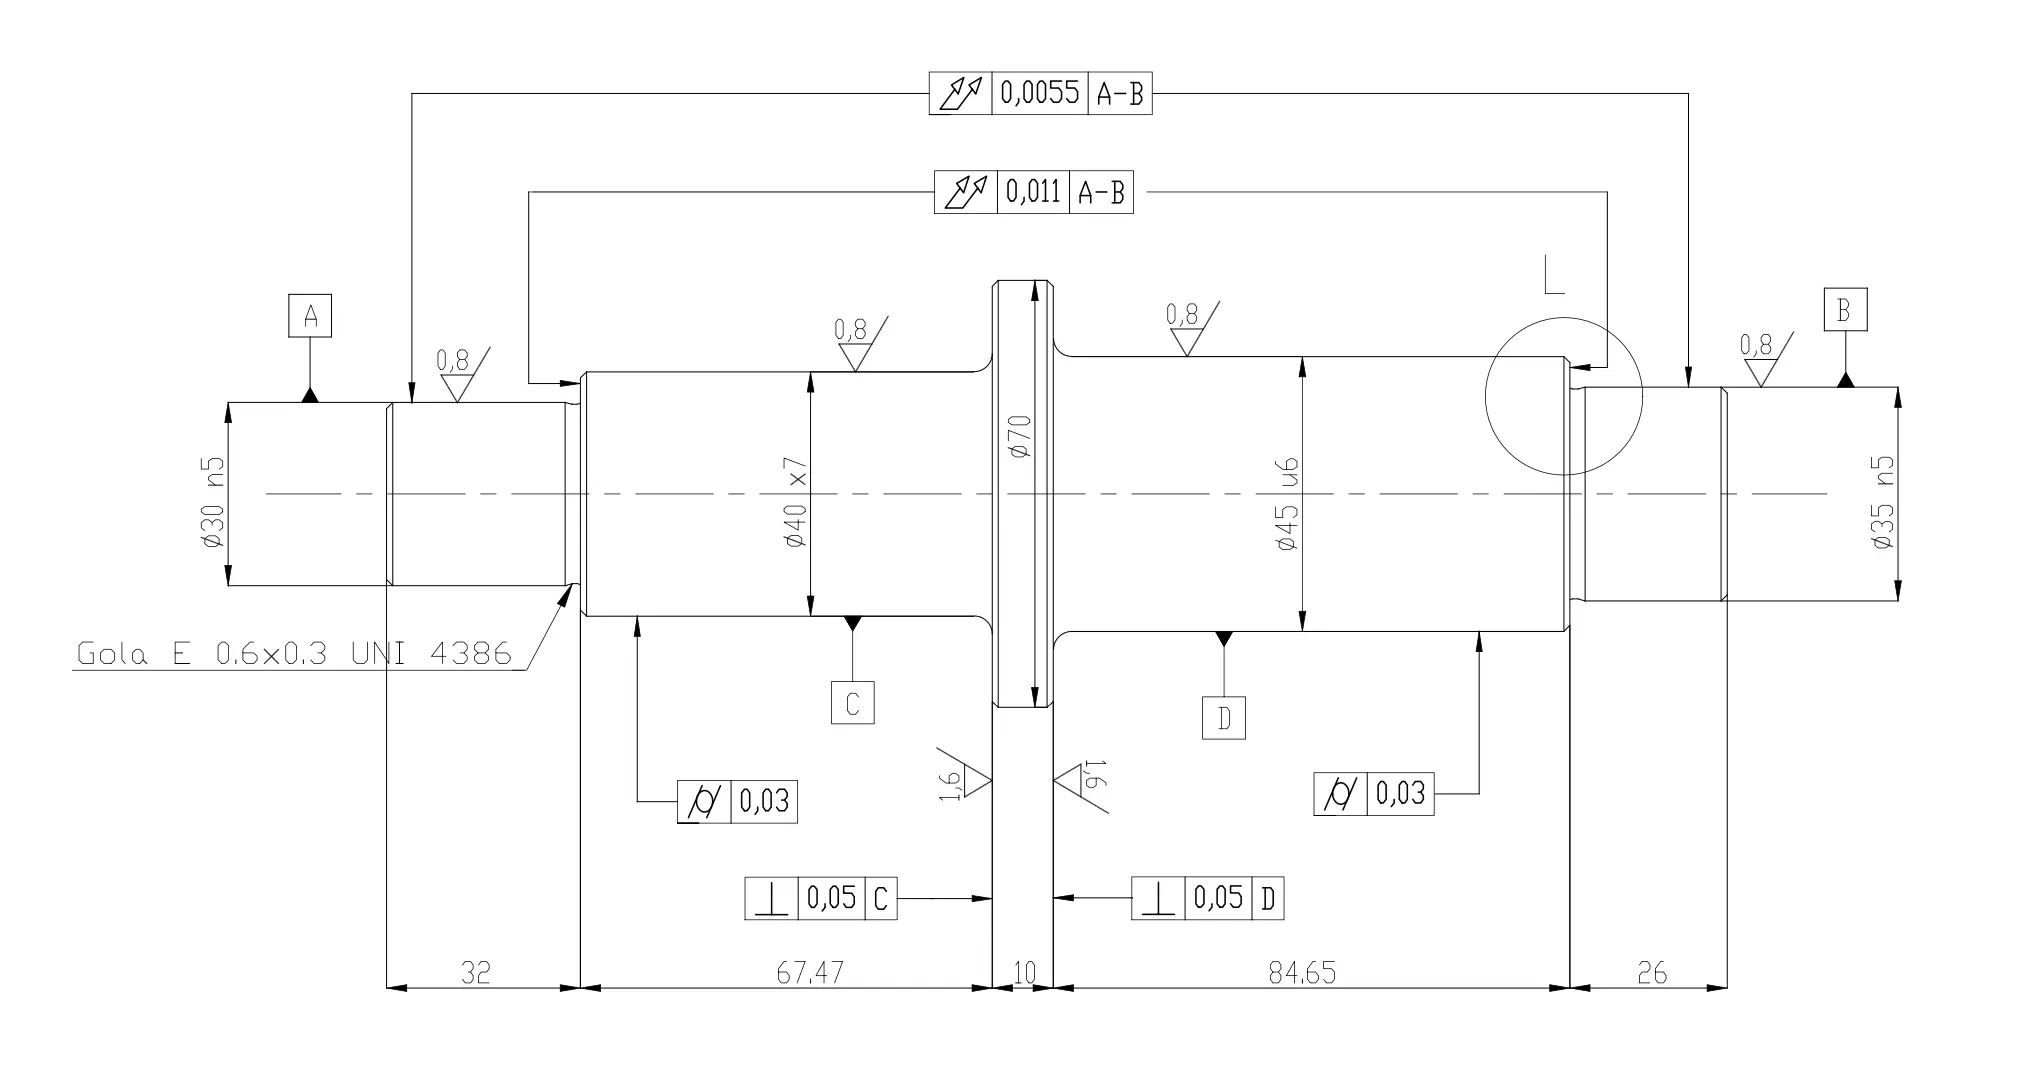 0,0055 A-B
0,011 A-B
L
A
B
0,8
0,8
0,8
0,8
Ø30 n5
Ø40 x7
Ø70
Ø45 u6
Ø35 n5
Gola E 0.6x0.3 UNI 4386
C
D
1,6
1,6
0,03
0,03
0,05 C
0,05 D
32
67.47
10
84.65
26